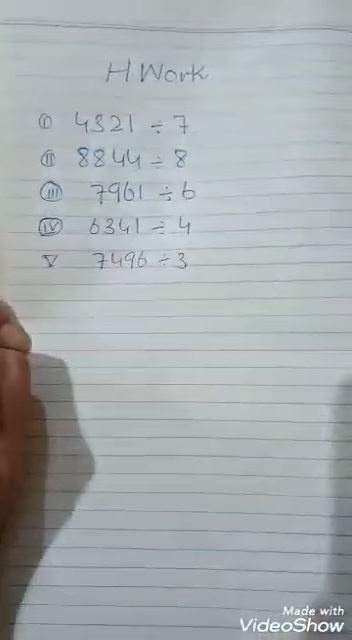 H Work
(I) 4321 ÷ 7
(II) 8844 ÷ 8
(III) 7961 ÷ 6
(IV) 6341 ÷ 4
V 7496 ÷ 3
Made with
VideoShow